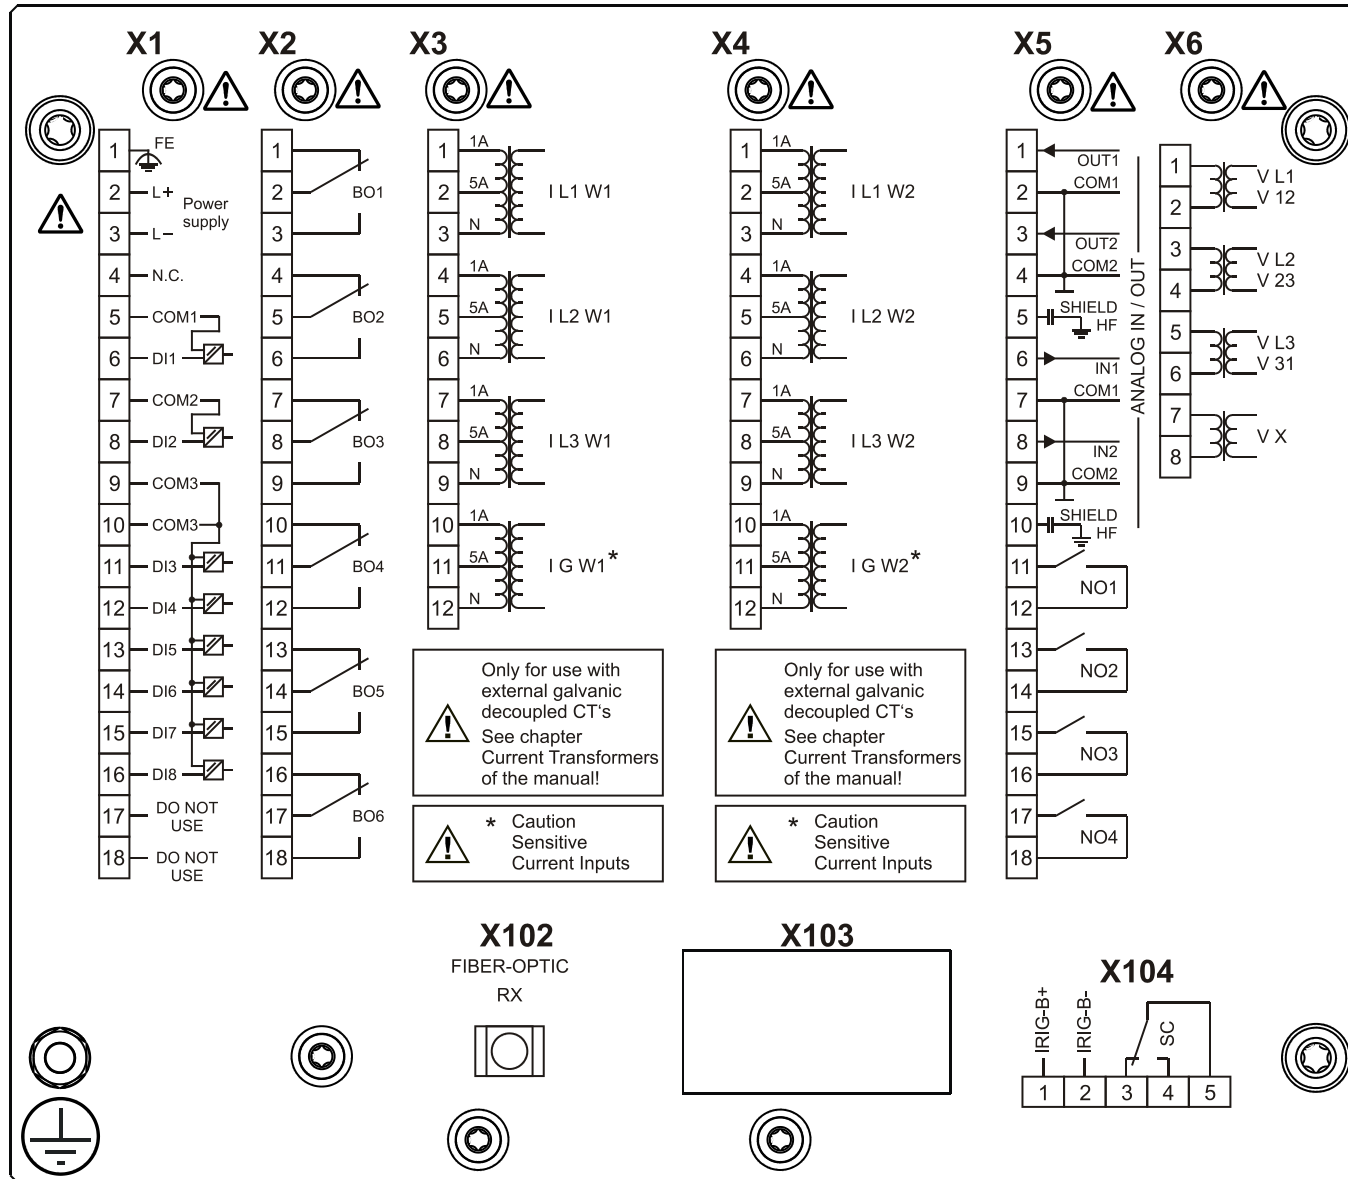 X1
X2
X3
X4
X5
X6
1 FE
2 L+ Power
supply
3 L–
4 N.C.
5 COM1
6 DI1
7 COM2
8 DI2
9 COM3
10 COM3
11 DI3
12 DI4
13 DI5
14 DI6
15 DI7
16 DI8
17 DO NOT
USE
18 DO NOT
USE
1
2 BO1
3
4
5 BO2
6
7
8 BO3
9
10
11 BO4
12
13
14 BO5
15
16
17 BO6
18
1 1A
2 5A I L1 W1
3 N
4 1A
5 5A I L2 W1
6 N
7 1A
8 5A I L3 W1
9 N
10 1A
11 5A I G W1*
12 N
Only for use with
external galvanic
decoupled CT‘s
See chapter
Current Transformers
of the manual!
* Caution
Sensitive
Current Inputs
1 1A
2 5A I L1 W2
3 N
4 1A
5 5A I L2 W2
6 N
7 1A
8 5A I L3 W2
9 N
10 1A
11 5A I G W2*
12 N
Only for use with
external galvanic
decoupled CT‘s
See chapter
Current Transformers
of the manual!
* Caution
Sensitive
Current Inputs
1 OUT1
2 COM1
3 OUT2
4 COM2
5 SHIELD
HF
6 IN1
7 COM1
8 IN2
9 COM2
10 SHIELD
HF
ANALOG IN / OUT
11
NO1
12
13
NO2
14
15
NO3
16
17
NO4
18
1 V L1
2 V 12
3 V L2
4 V 23
5 V L3
6 V 31
7
V X
8
X102
FIBER-OPTIC
RX
X103
X104
IRIG-B+
IRIG-B-
SC
1 2 3 4 5